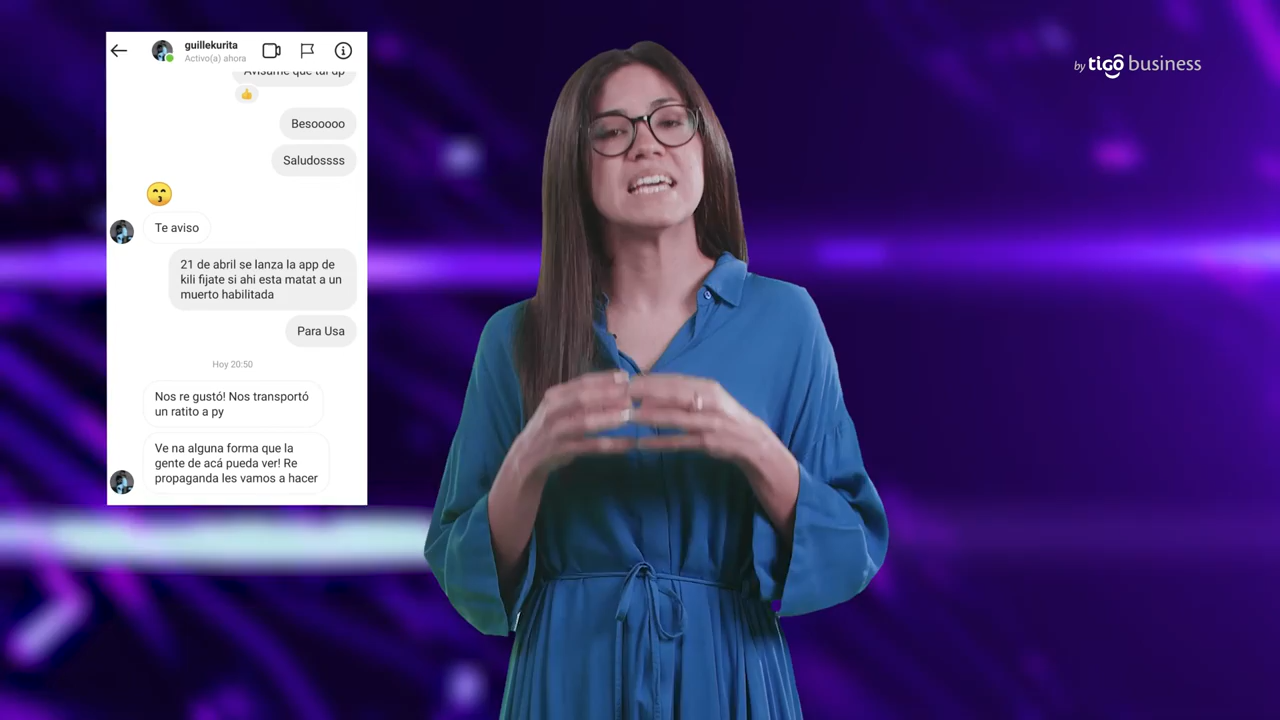 guillekurita
Activo(a) ahora
Avisame que tal up
Besooooo
Saludossss
Te aviso
21 de abril se lanza la app de
kili fijate si ahi esta matat a un
muerto habilitada
Para Usa
Hoy 20:50
Nos re gustó! Nos transportó
un ratito a py
Ve na alguna forma que la
gente de acá pueda ver! Re
propaganda les vamos a hacer
by tigo business